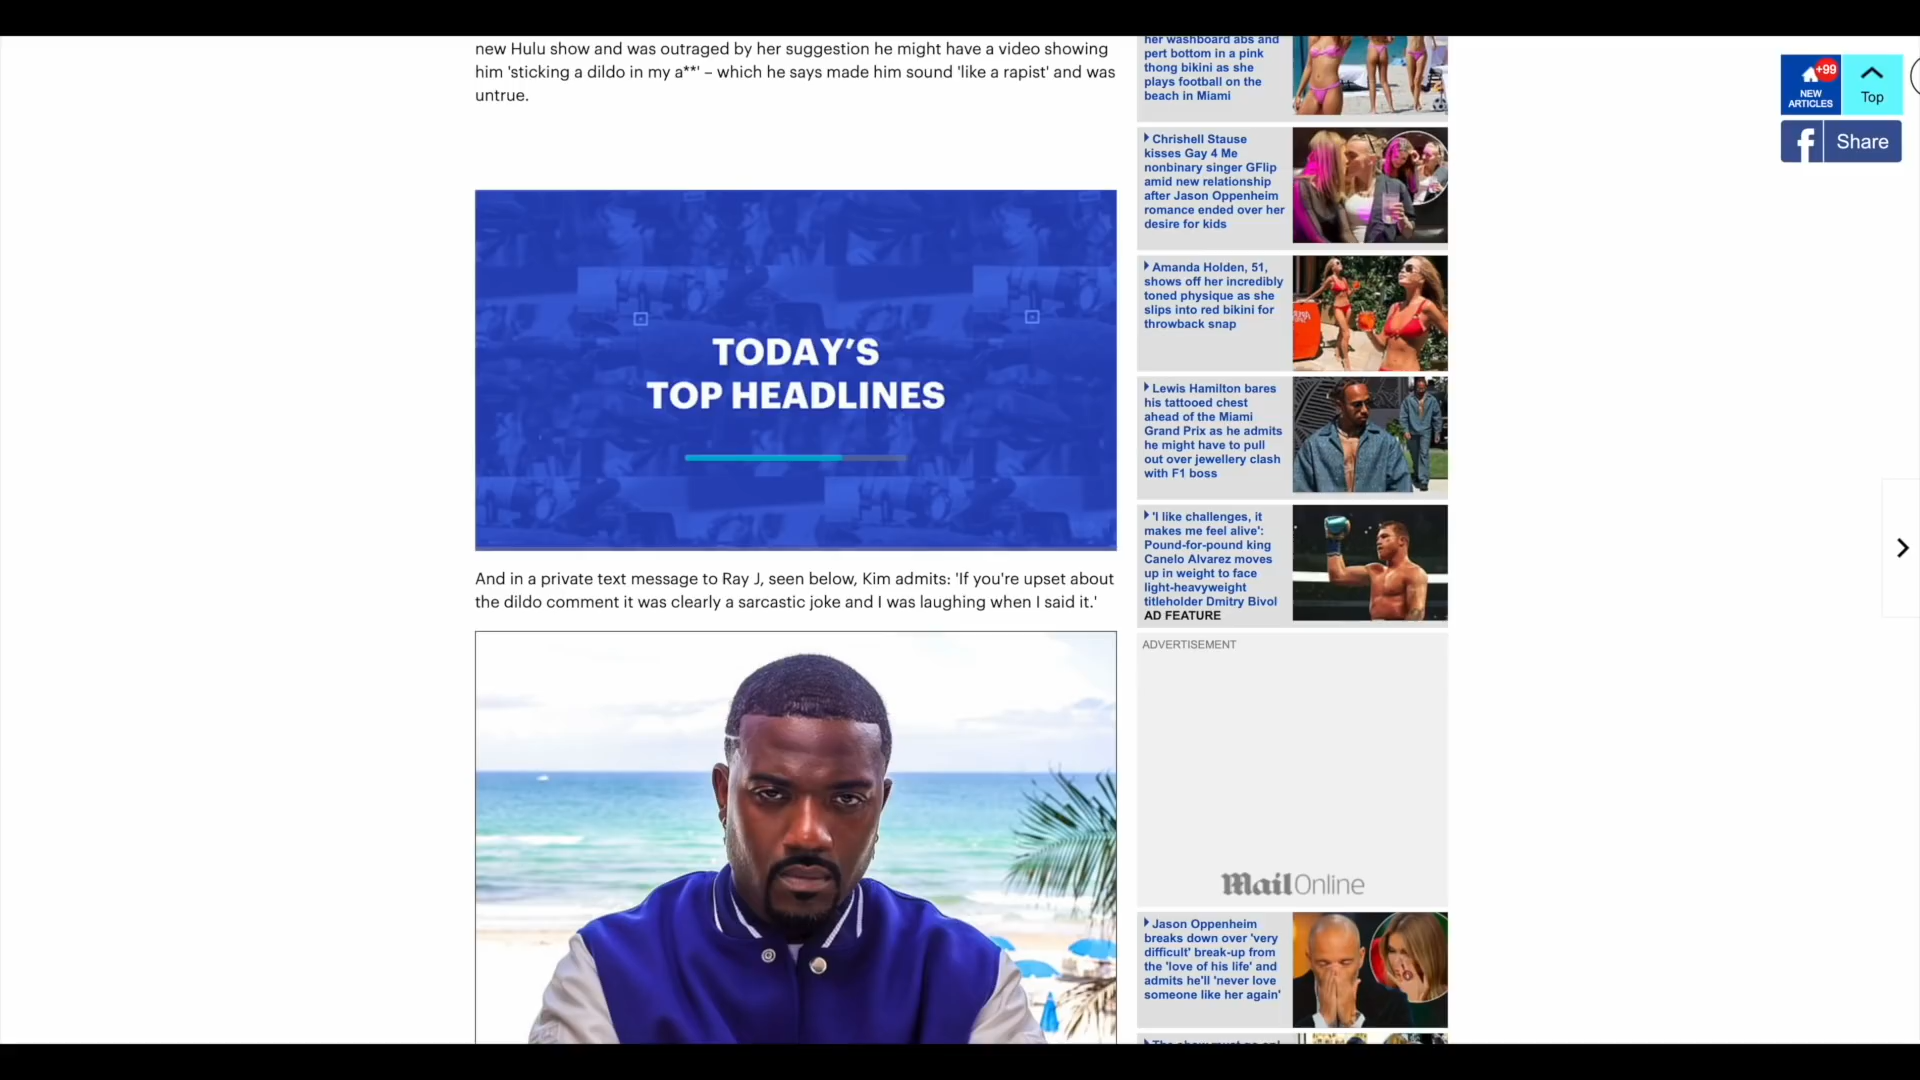 new Hulu show and was outraged by her suggestion he might have a video showing
him 'sticking a dildo in my a**' – which he says made him sound 'like a rapist' and was
untrue.
TODAY'S
TOP HEADLINES
And in a private text message to Ray J, seen below, Kim admits: 'If you're upset about
the dildo comment it was clearly a sarcastic joke and I was laughing when I said it.'
her washboard abs and
pert bottom in a pink
thong bikini as she
plays football on the
beach in Miami
Chrishell Stause
kisses Gay 4 Me
nonbinary singer GFlip
amid new relationship
after Jason Oppenheim
romance ended over her
desire for kids
Amanda Holden, 51,
shows off her incredibly
toned physique as she
slips into red bikini for
throwback snap
Lewis Hamilton bares
his tattooed chest
ahead of the Miami
Grand Prix as he admits
he might have to pull
out over jewellery clash
with F1 boss
'I like challenges, it
makes me feel alive':
Pound-for-pound king
Canelo Alvarez moves
up in weight to face
light-heavyweight
titleholder Dmitry Bivol
AD FEATURE
ADVERTISEMENT
MailOnline
Jason Oppenheim
breaks down over 'very
difficult' break-up from
the 'love of his life' and
admits he'll 'never love
someone like her again'
+99
NEW
ARTICLES
Top
f Share